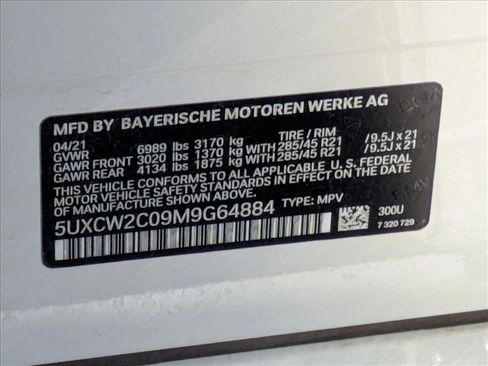 MFD BY BAYERISCHE MOTOREN WERKE AG
04/21 TIRE / RIM
GVWR 6989 lbs 3170 kg
GAWR FRONT 3020 lbs 1370 kg WITH 285/45 R21 / 9.5J x 21
GAWR REAR 4134 lbs 1875 kg WITH 285/45 R21 / 9.5J x 21
THIS VEHICLE CONFORMS TO ALL APPLICABLE U.S. FEDERAL
MOTOR VEHICLE SAFETY STANDARDS IN EFFECT ON THE DATE
OF MANUFACTURE SHOWN ABOVE.
5UXCW2C09M9G64884 TYPE: MPV
300U
7 320 729